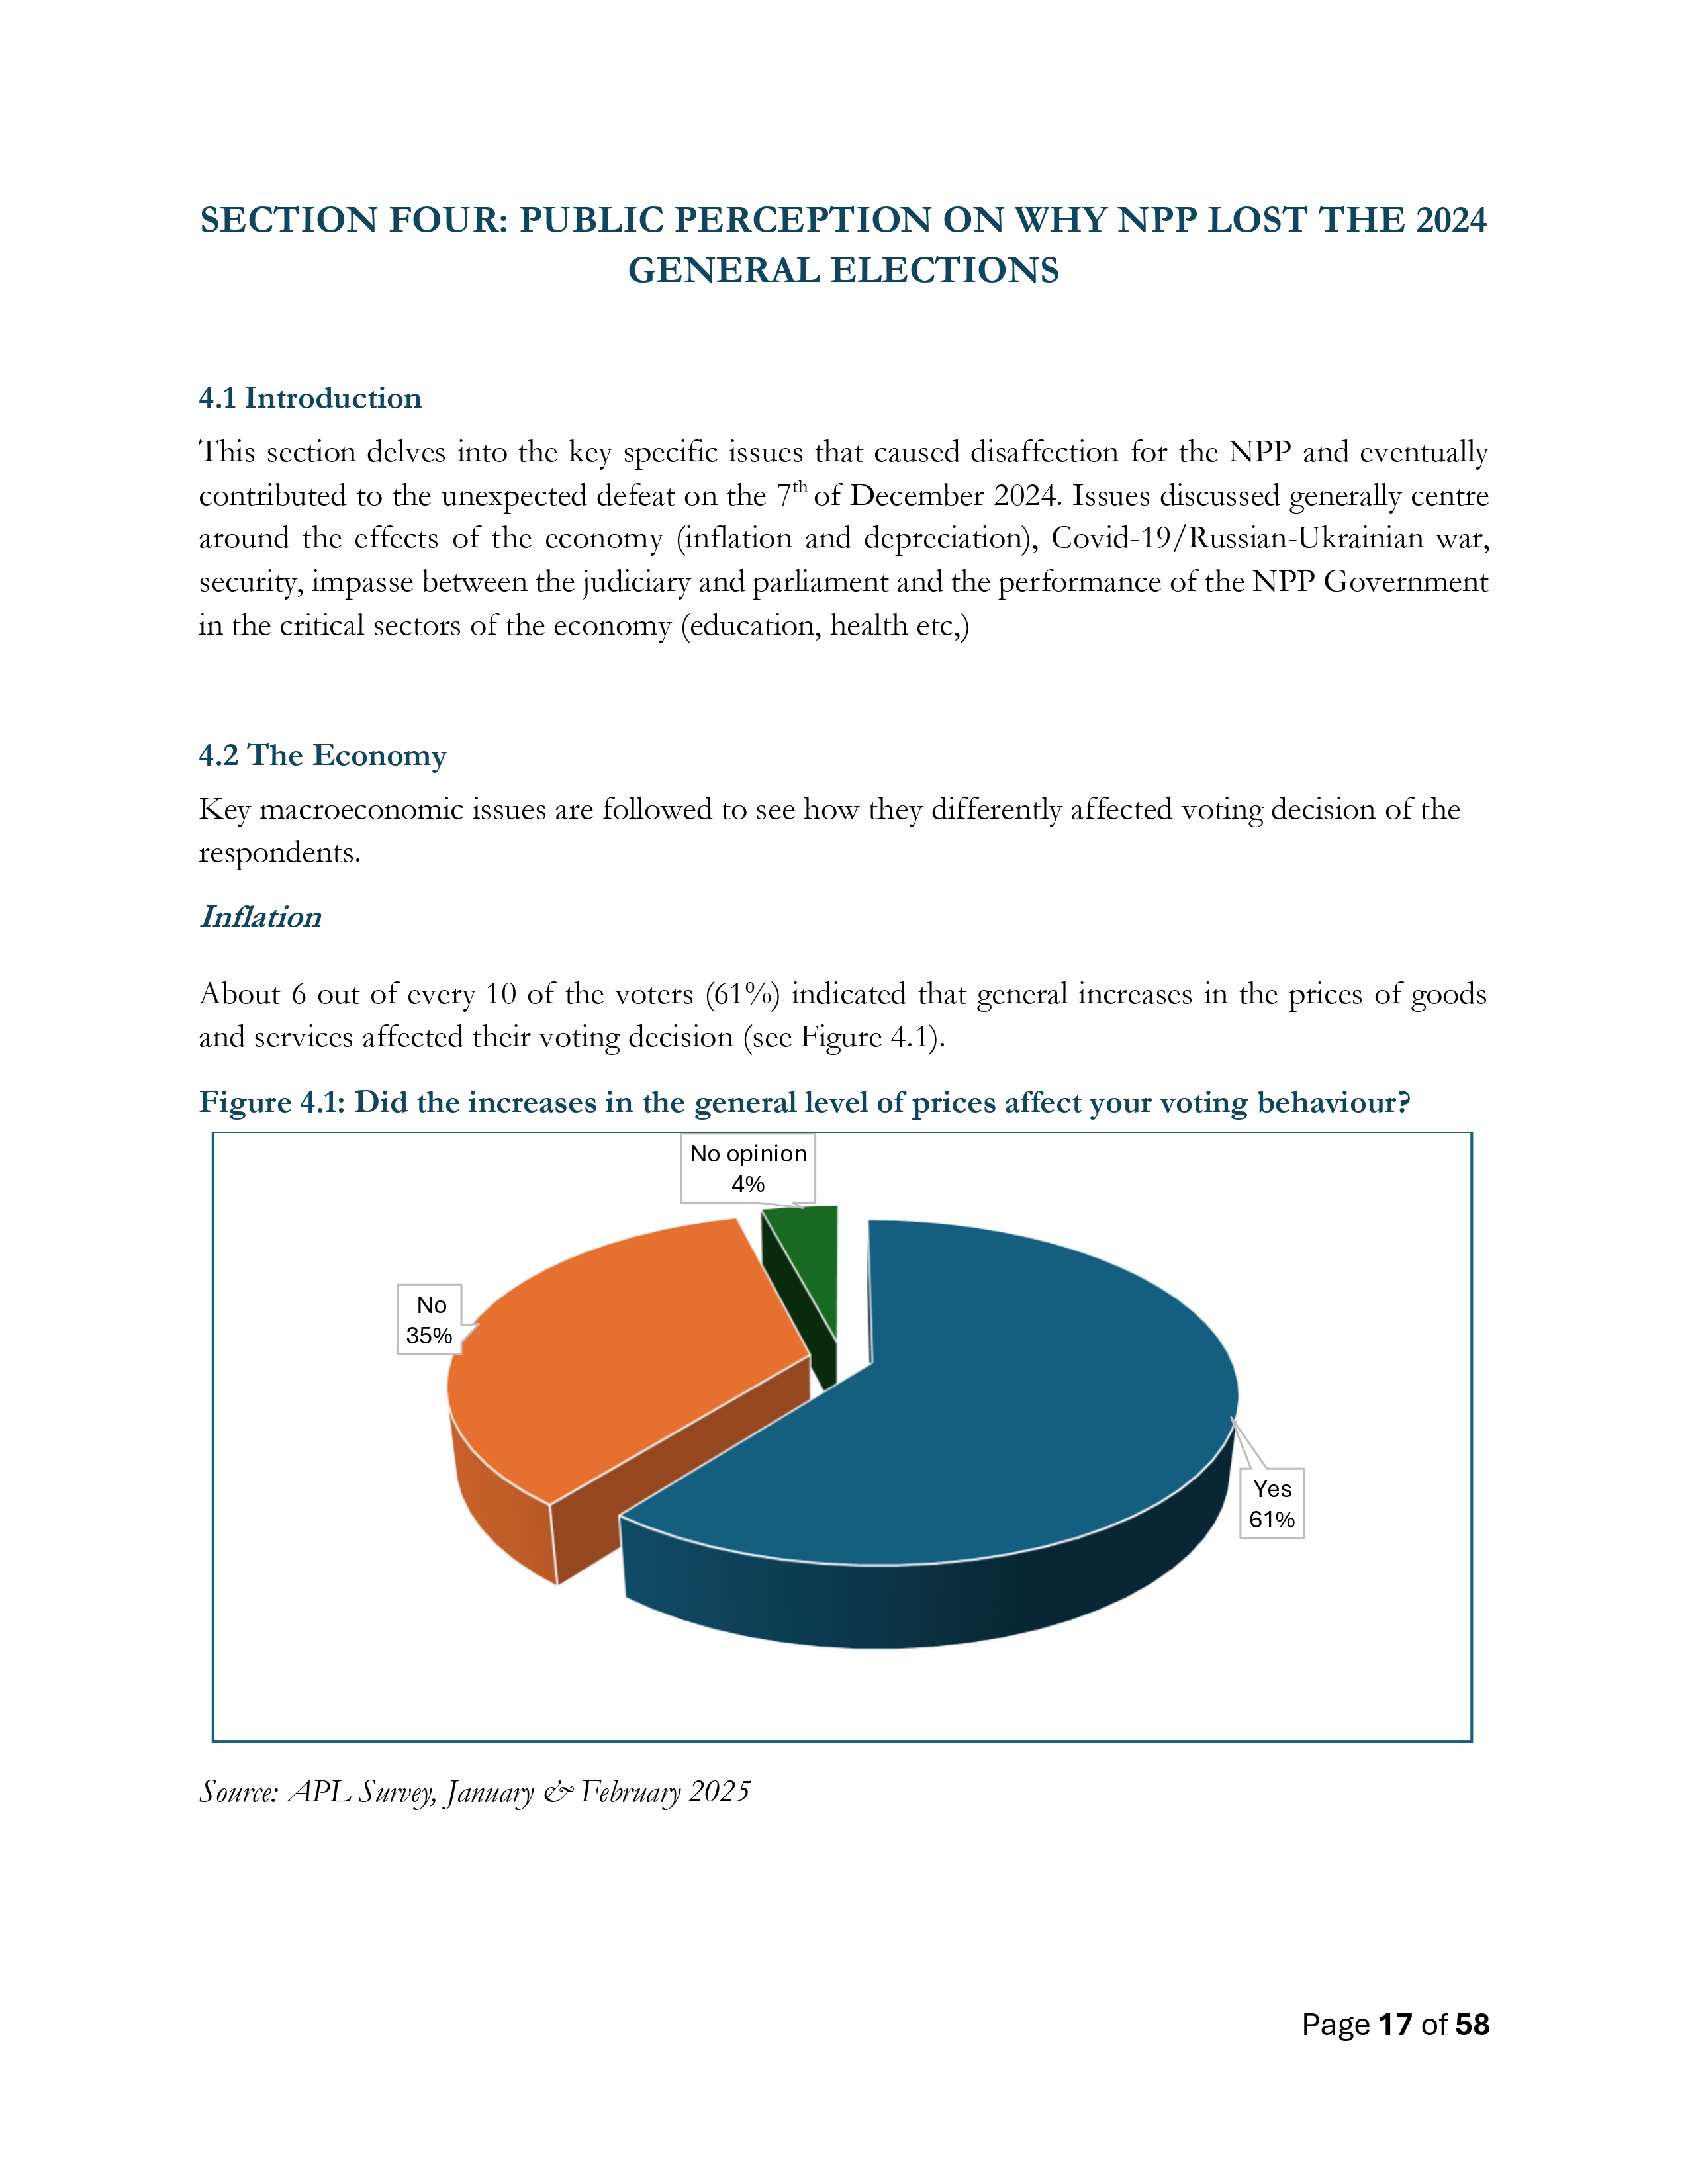 SECTION FOUR: PUBLIC PERCEPTION ON WHY NPP LOST THE 2024
GENERAL ELECTIONS
4.1 Introduction
This section delves into the key specific issues that caused disaffection for the NPP and eventually
contributed to the unexpected defeat on the 7th of December 2024. Issues discussed generally centre
around the effects of the economy (inflation and depreciation), Covid-19/Russian-Ukrainian war,
security, impasse between the judiciary and parliament and the performance of the NPP Government
in the critical sectors of the economy (education, health etc,)
4.2 The Economy
Key macroeconomic issues are followed to see how they differently affected voting decision of the
respondents.
Inflation
About 6 out of every 10 of the voters (61%) indicated that general increases in the prices of goods
and services affected their voting decision (see Figure 4.1).
Figure 4.1: Did the increases in the general level of prices affect your voting behaviour?
No opinion
4%
No
35%
Yes
61%
Source: APL Survey, January & February 2025
Page 17 of 58